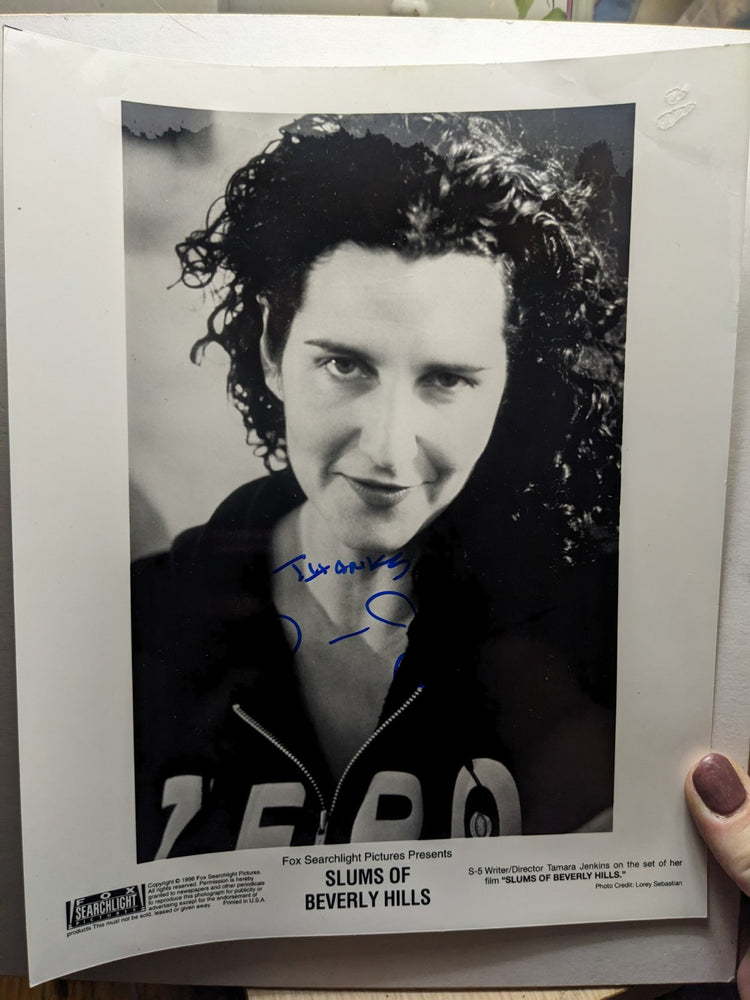 THANKS
ZERO
Fox Searchlight Pictures Presents
SLUMS OF
BEVERLY HILLS
FOX
SEARCHLIGHT
PICTURES
Copyright © 1998 Fox Searchlight Pictures.
All rights reserved. Permission is hereby
granted to newspapers and other periodicals
to reproduce this photograph for publicity or
advertising except for the endorsement of
products. This must not be sold, leased or given away. Printed in U.S.A.
S-5 Writer/Director Tamara Jenkins on the set of her
film "SLUMS OF BEVERLY HILLS."
Photo Credit: Lorey Sebastian